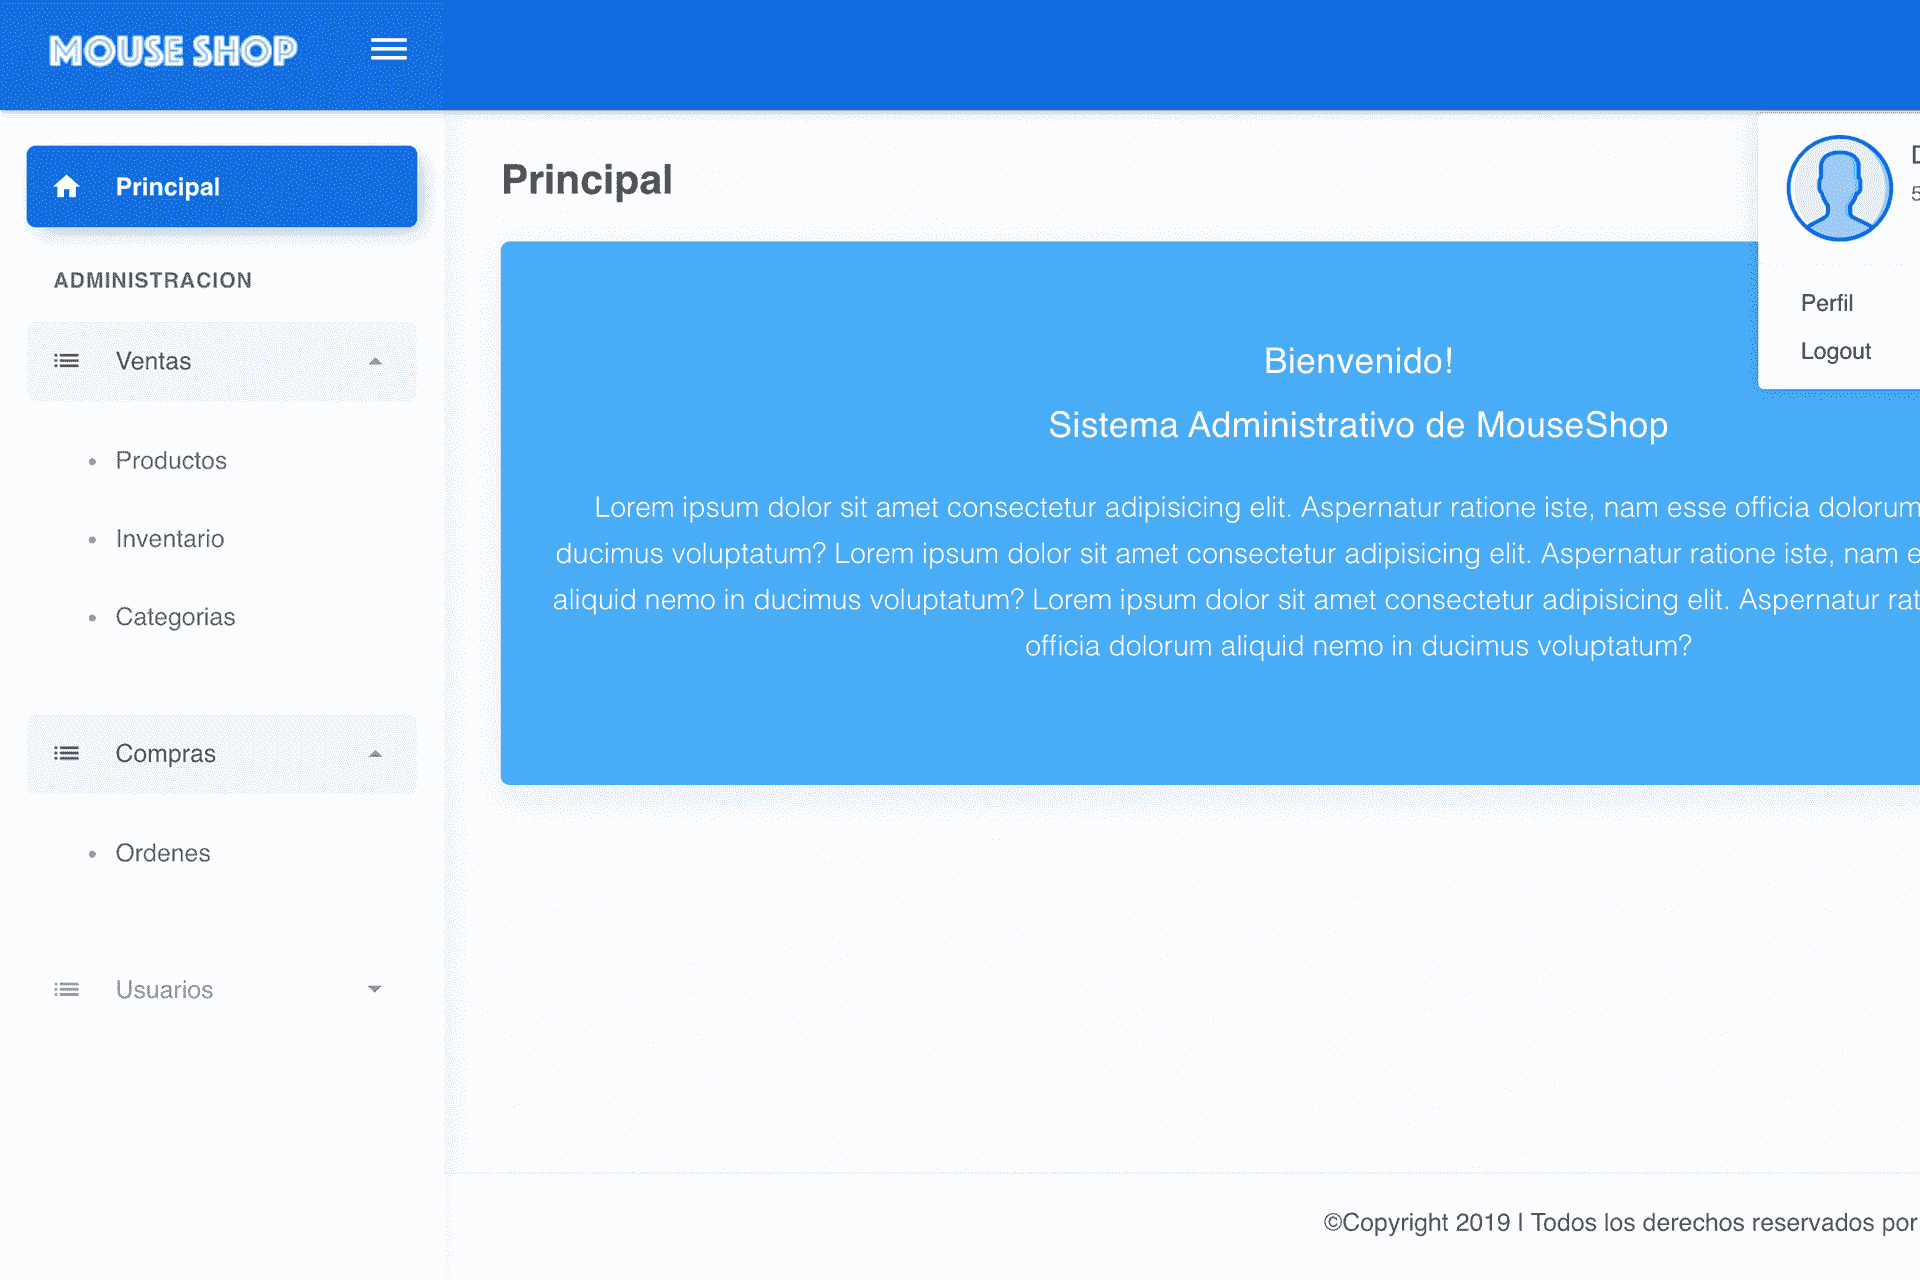 MOUSE SHOP
Principal
ADMINISTRACION
Ventas
Productos
Inventario
Categorias
Compras
Ordenes
Usuarios
Principal
Bienvenido!
Sistema Administrativo de MouseShop
Lorem ipsum dolor sit amet consectetur adipisicing elit. Aspernatur ratione iste, nam esse officia dolorum
ducimus voluptatum? Lorem ipsum dolor sit amet consectetur adipisicing elit. Aspernatur ratione iste, nam
aliquid nemo in ducimus voluptatum? Lorem ipsum dolor sit amet consectetur adipisicing elit. Aspernatur
officia dolorum aliquid nemo in ducimus voluptatum?
Perfil
Logout
©Copyright 2019 | Todos los derechos reservados por